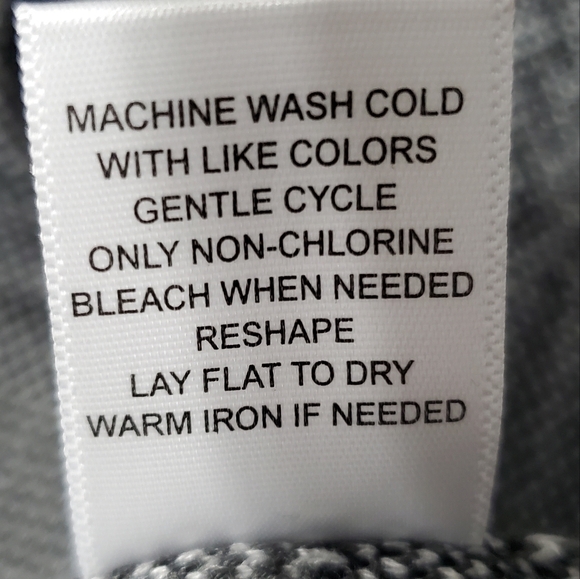 MACHINE WASH COLD
WITH LIKE COLORS
GENTLE CYCLE
ONLY NON-CHLORINE
BLEACH WHEN NEEDED
RESHAPE
LAY FLAT TO DRY
WARM IRON IF NEEDED